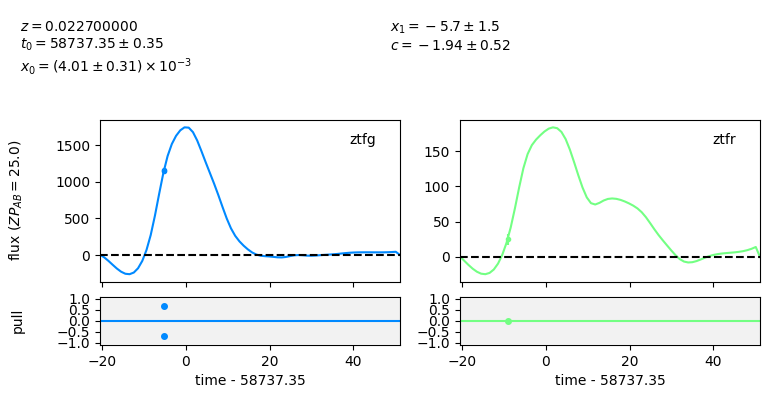 z = 0.022700000
t₀ = 58737.35 ± 0.35
x₀ = (4.01 ± 0.31) × 10⁻³
x₁ = −5.7 ± 1.5
c = −1.94 ± 0.52
flux (ZP_AB = 25.0)
1500
1000
500
0
ztfg
150
100
50
0
ztfr
pull
1.0
0.5
0.0
−0.5
−1.0
−20 0 20 40
time - 58737.35
1.0
0.5
0.0
−0.5
−1.0
−20 0 20 40
time - 58737.35